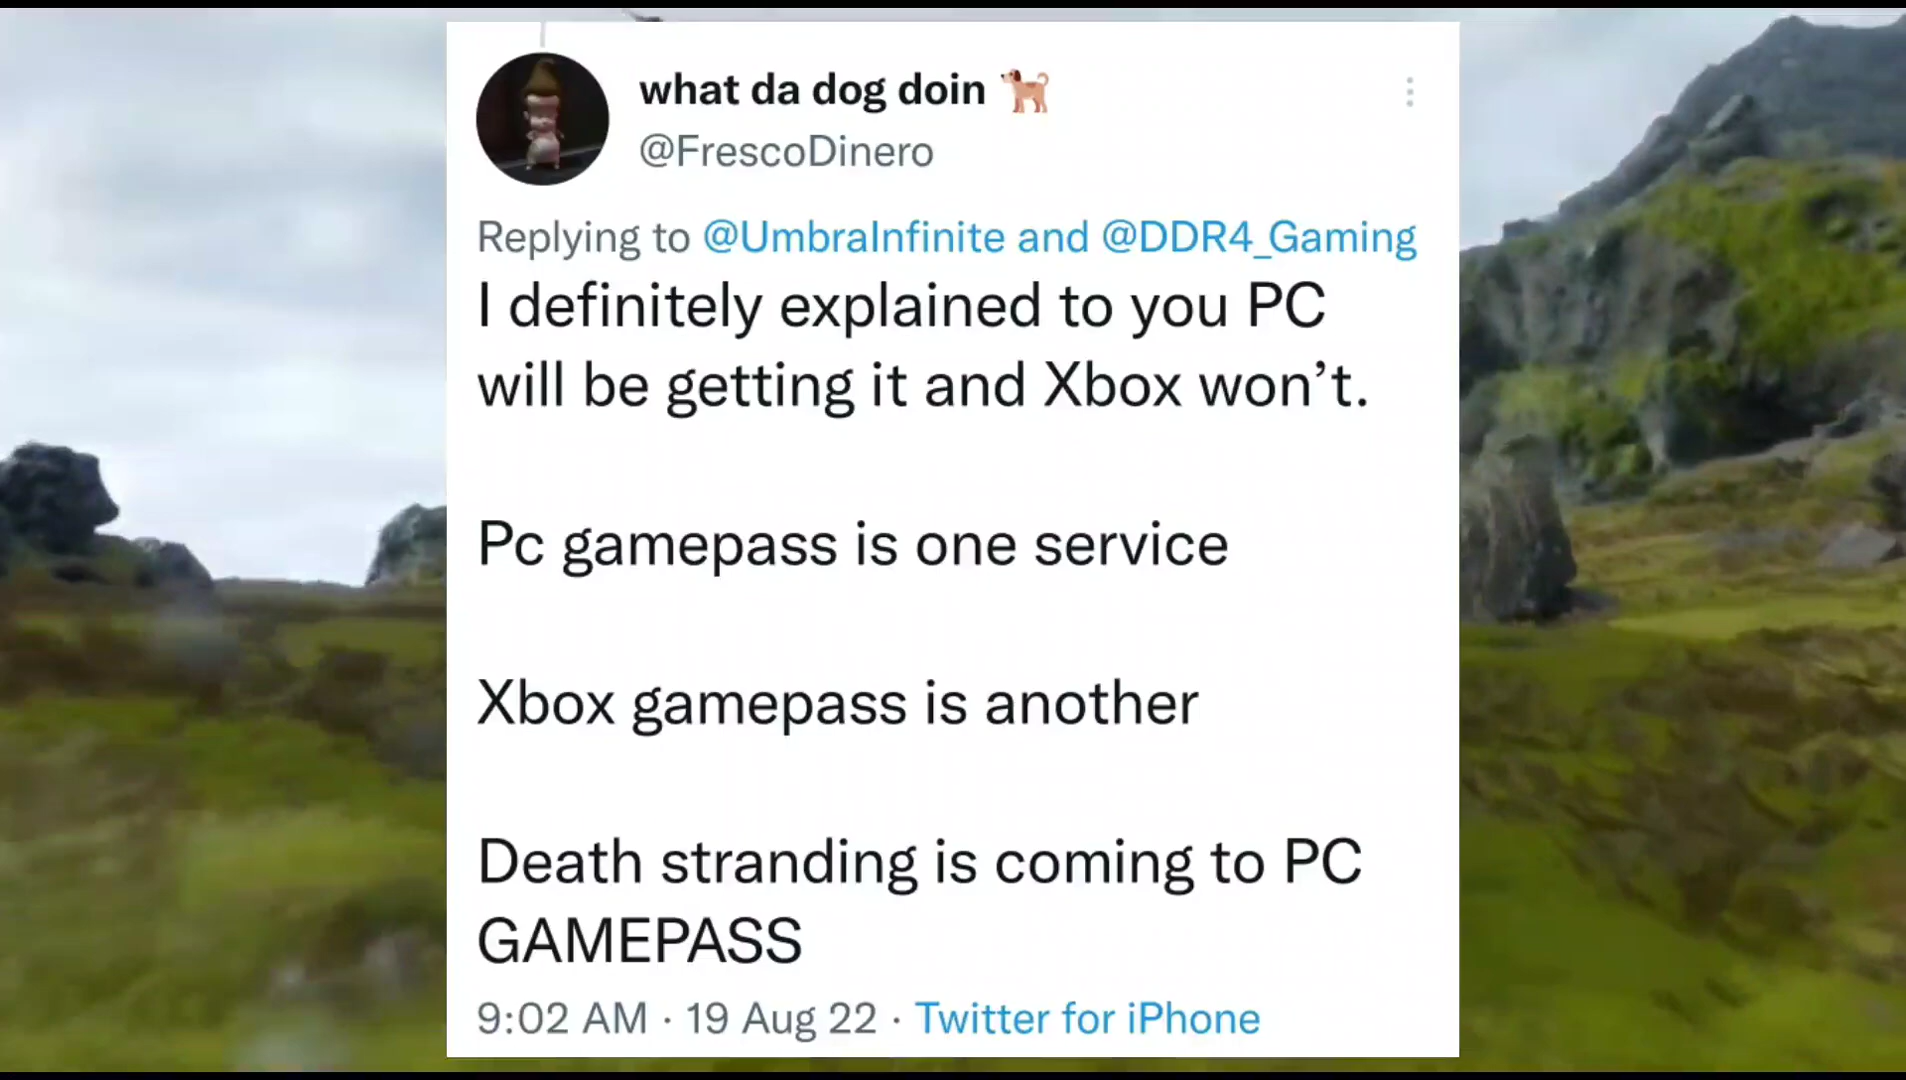 what da dog doin 🐕
@FrescoDinero
Replying to @UmbraInfinite and @DDR4_Gaming
I definitely explained to you PC
will be getting it and Xbox won’t.
Pc gamepass is one service
Xbox gamepass is another
Death stranding is coming to PC
GAMEPASS
9:02 AM · 19 Aug 22 · Twitter for iPhone